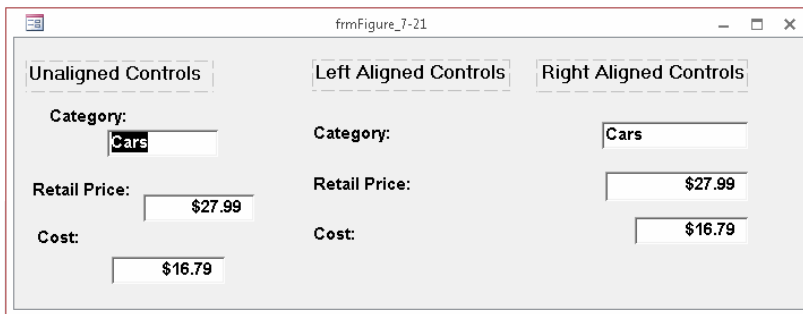 frmFigure_7-21
Unaligned Controls
Left Aligned Controls
Right Aligned Controls
Category:
Cars
Category:
Cars
Retail Price:
$27.99
Retail Price:
$27.99
Cost:
$16.79
Cost:
$16.79